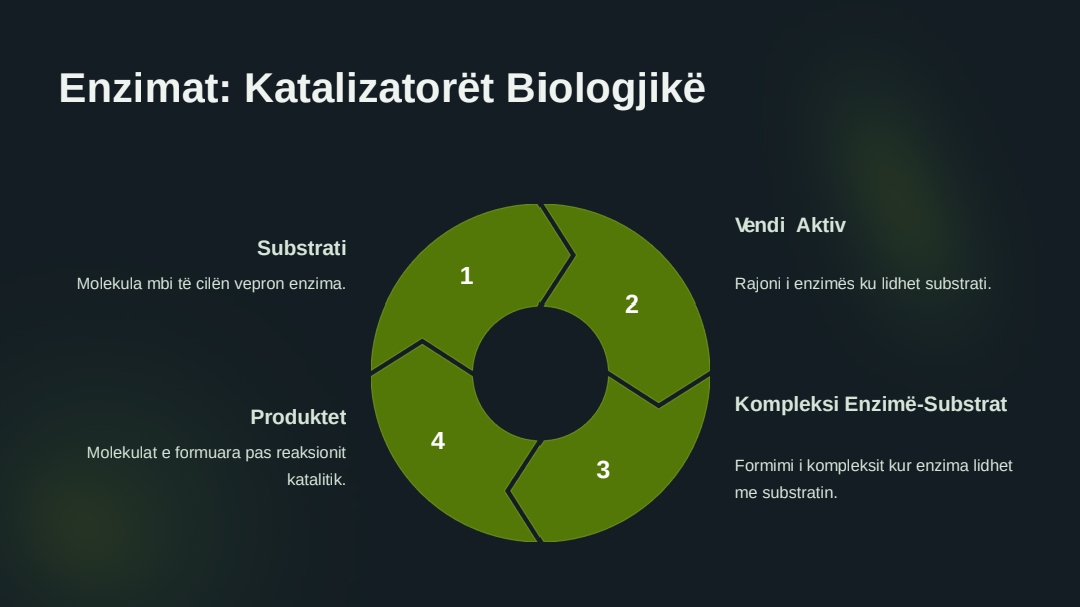 Enzimat: Katalizatorët Biologjikë
Substrati
Molekula mbi të cilën vepron enzima.
1
Vendi Aktiv
Rajoni i enzimës ku lidhet substrati.
2
Kompleksi Enzimë-Substrat
Formimi i kompleksit kur enzima lidhet
me substratin.
3
Produktet
Molekulat e formuara pas reaksionit
katalitik.
4